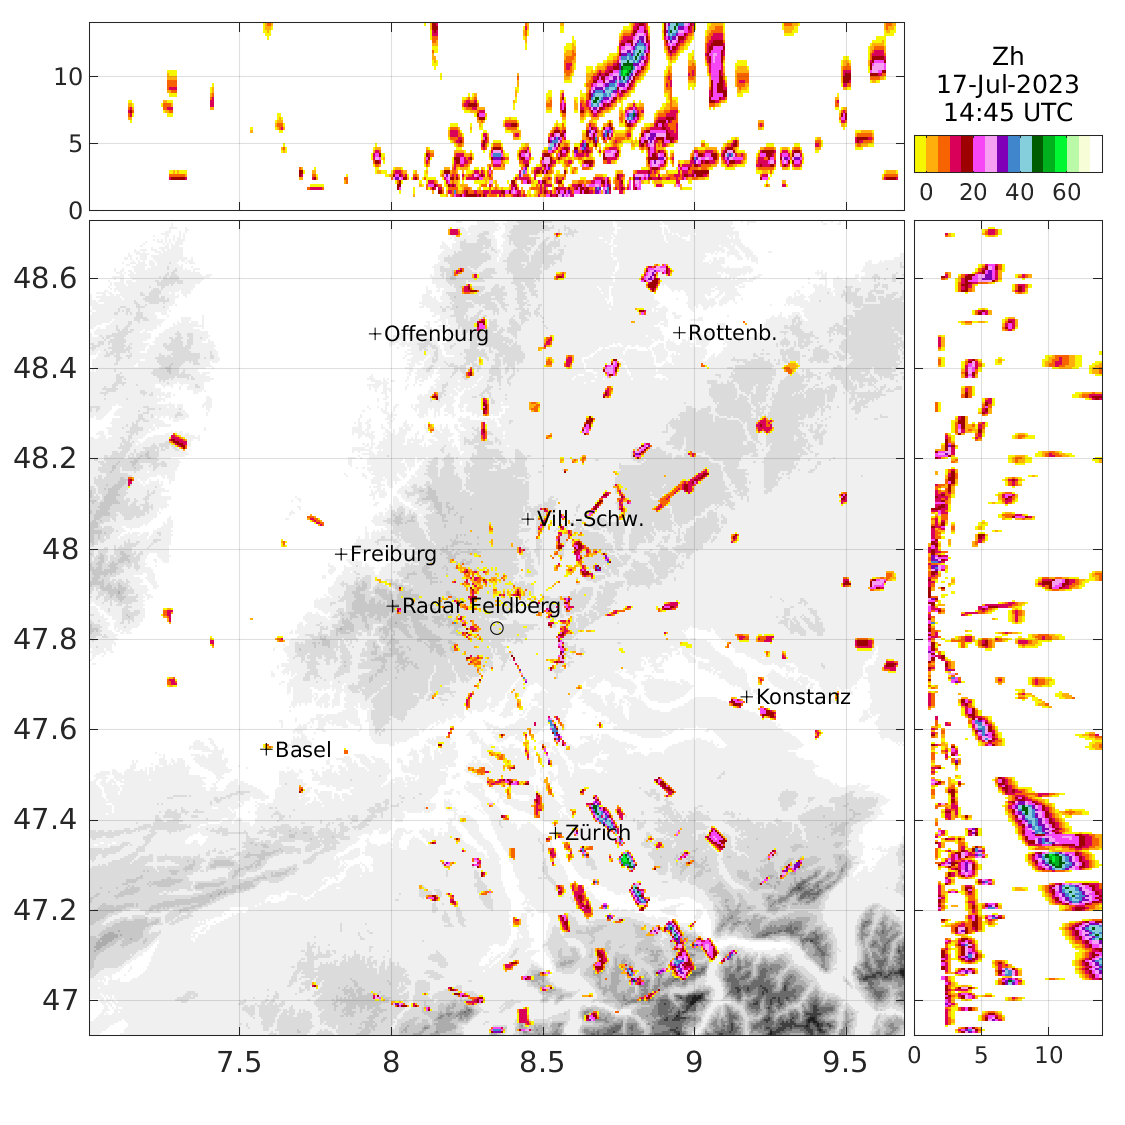 Zh
17-Jul-2023
14:45 UTC
0 20 40 60
10
5
0
48.6
+Offenburg +Rottenb.
48.4
48.2
+Vill.-Schw.
48 +Freiburg
+Radar Feldberg
47.8
+Konstanz
47.6 +Basel
47.4 +Zürich
47.2
47
7.5 8 8.5 9 9.5
0 5 10